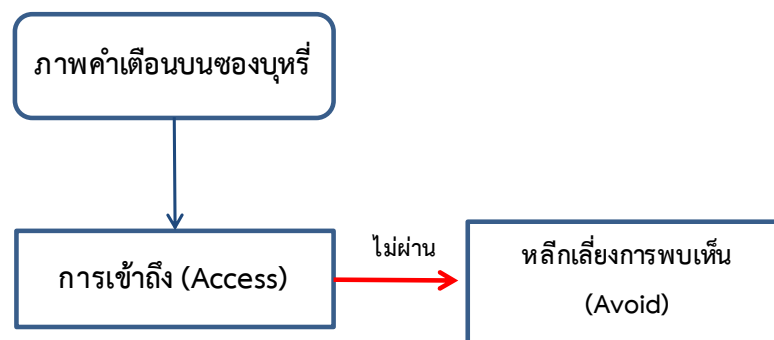 ภาพคำเตือนบนซองบุหรี่
การเข้าถึง (Access)
ไม่ผ่าน
หลีกเลี่ยงการพบเห็น
(Avoid)